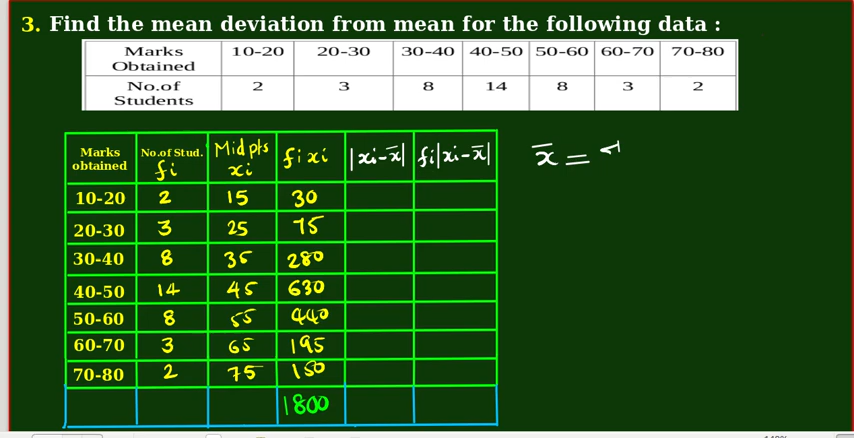 3. Find the mean deviation from mean for the following data :
Marks Obtained 10-20 20-30 30-40 40-50 50-60 60-70 70-80
No.of Students 2 3 8 14 8 3 2
Marks obtained No.of Stud. fi Mid pts xi fixi |xi-x̅| fi|xi-x̅|
x̅ =
10-20 2 15 30
20-30 3 25 75
30-40 8 35 280
40-50 14 45 630
50-60 8 55 440
60-70 3 65 195
70-80 2 75 150
1800